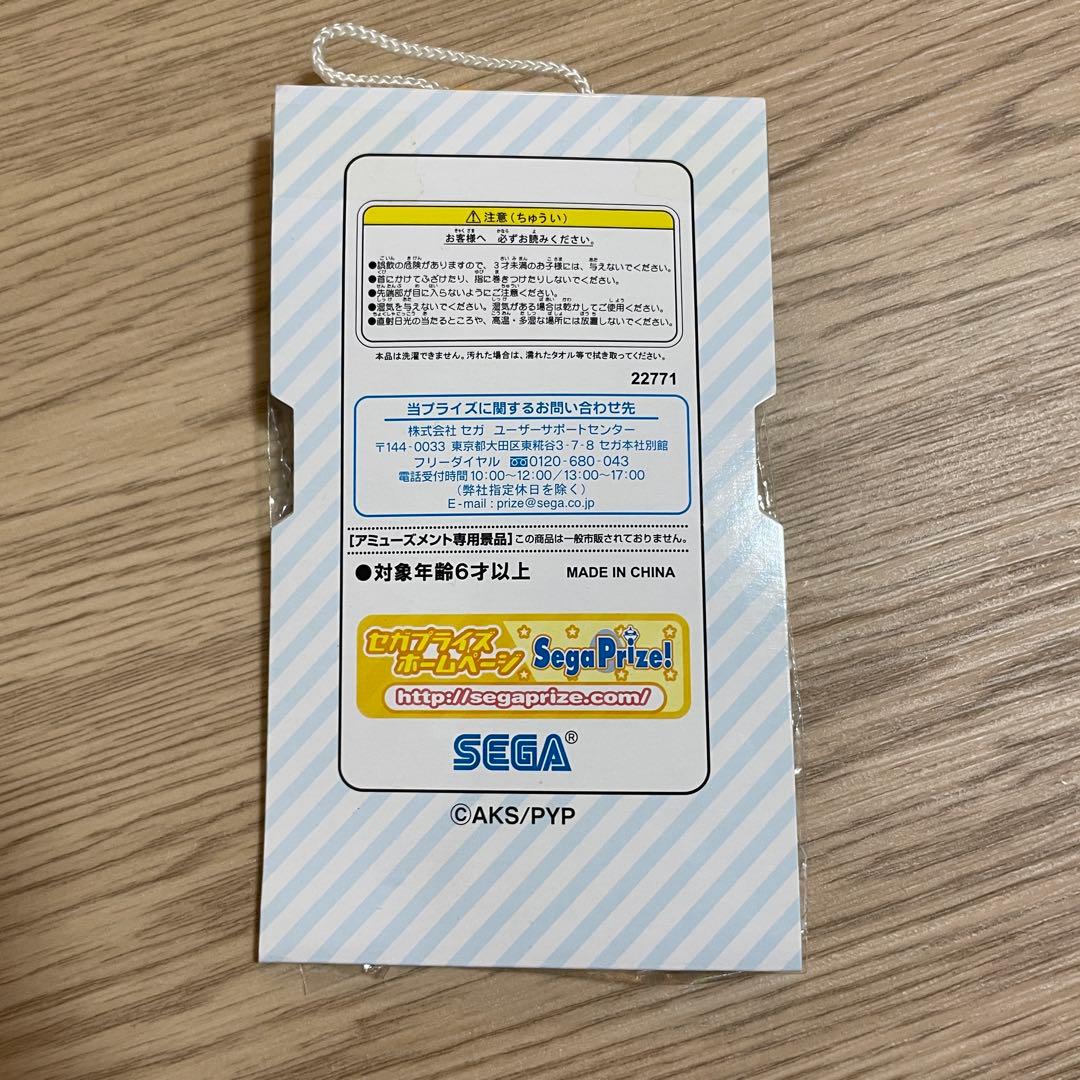 ⚠注意(ちゅうい)
お客様へ 必ずお読みください。
●誤飲の危険がありますので、3才未満のお子様には、与えないでください。
●首にかけてふざけたり、指に巻きつけたりしないでください。
●先端部が目に入らないようにご注意ください。
●湿気を与えないでください。湿気がある場合は乾かしてご使用ください。
●直射日光の当たるところや、高温・多湿な場所には放置しないでください。
本品は洗濯できません。汚れた場合は、濡れたタオル等で拭き取ってください。
22771
当プライズに関するお問い合わせ先
株式会社 セガ ユーザーサポートセンター
〒144-0033 東京都大田区東糀谷3-7-8 セガ本社別館
フリーダイヤル 0120-680-043
電話受付時間10:00〜12:00/13:00〜17:00
(弊社指定休日を除く)
E-mail : prize@sega.co.jp
[アミューズメント専用景品]この商品は一般市販されておりません。
●対象年齢6才以上 MADE IN CHINA
セガプライズ
ホームページ
SegaPrize!
http://segaprize.com/
SEGA®
©AKS/PYP